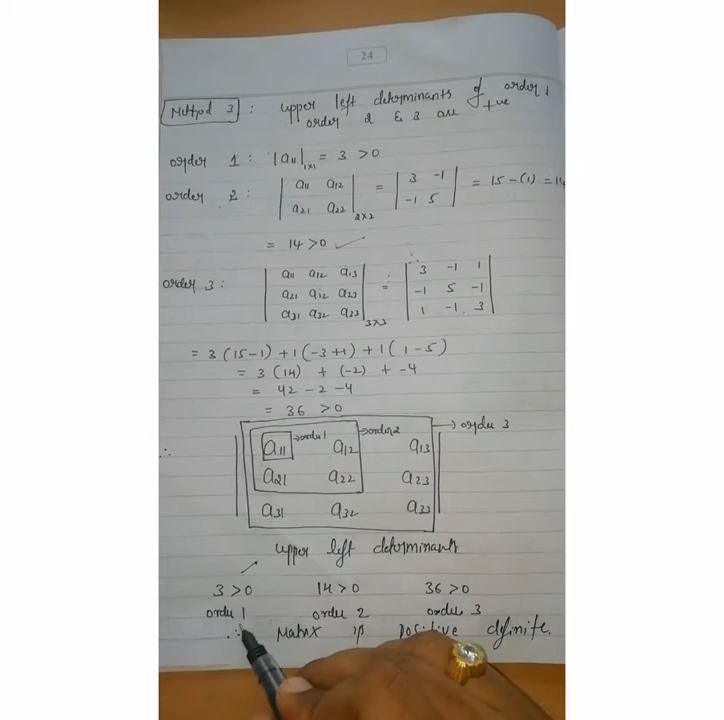 24
Method 3 : upper left determinants of order 1
order 2 & 3 are +ve
order 1 : |a11|1x1 = 3 >0
order 2 : | a11 a12 | = | 3 -1 | = 15 -(1) = 14
| a21 a22 |2x2 | -1 5 |
= 14 >0 ✓
order 3 : | a11 a12 a13 | = | 3 -1 1 |
| a21 a22 a23 | | -1 5 -1 |
| a31 a32 a33 |3x3 | 1 -1 3 |
= 3 (15-1) +1 (-3+1) +1 (1-5)
= 3 (14) + (-2) + -4
= 42 -2 -4
= 36 >0
∴ a11 →order1 a12 →order2 a13 → order 3
a21 a22 a23
a31 a32 a33
upper left determinants
3 >0 14 >0 36 >0
order 1 order 2 order 3
∴ Matrix is positive definite.